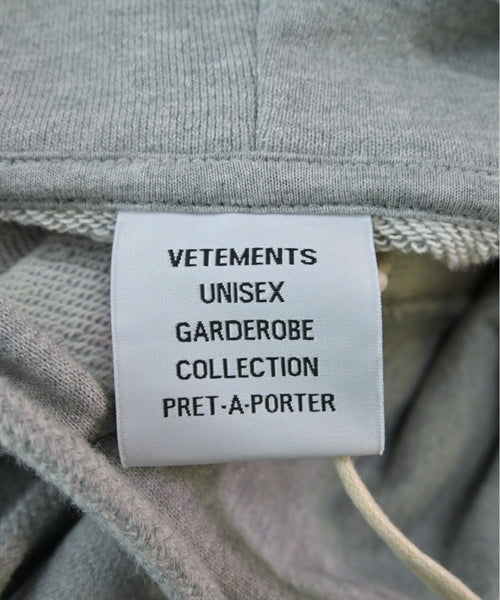 VETEMENTS
UNISEX
GARDEROBE
COLLECTION
PRET-A-PORTER